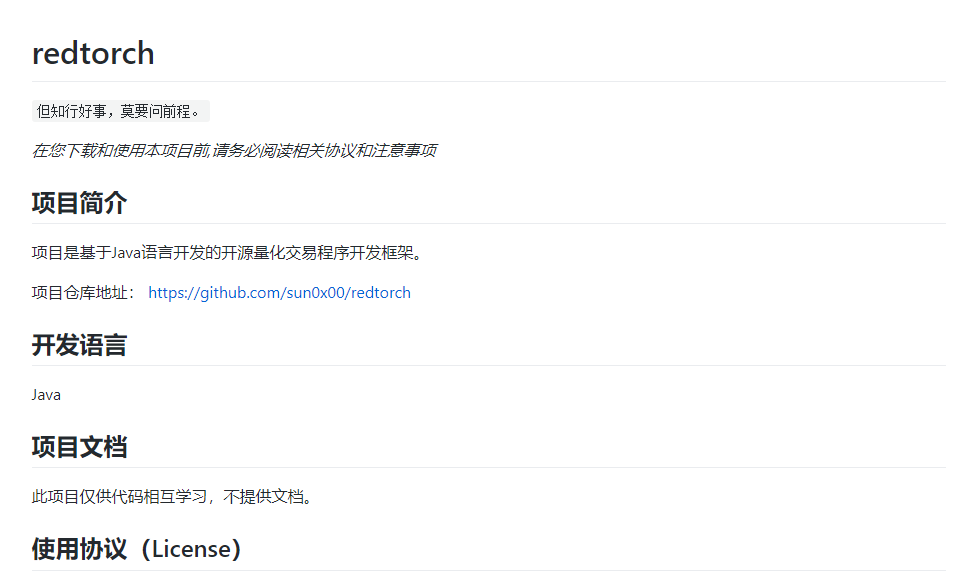 redtorch
但知行好事，莫要问前程。
在您下载和使用本项目前,请务必阅读相关协议和注意事项
项目简介
项目是基于Java语言开发的开源量化交易程序开发框架。
项目仓库地址： https://github.com/sun0x00/redtorch
开发语言
Java
项目文档
此项目仅供代码相互学习，不提供文档。
使用协议（License）